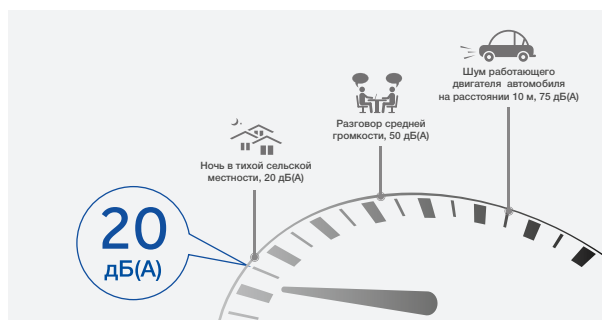 Шум работающего
двигателя автомобиля
на расстоянии 10 м, 75 дБ(А)
Разговор средней
громкости, 50 дБ(А)
Ночь в тихой сельской
местности, 20 дБ(А)
20
дБ(А)